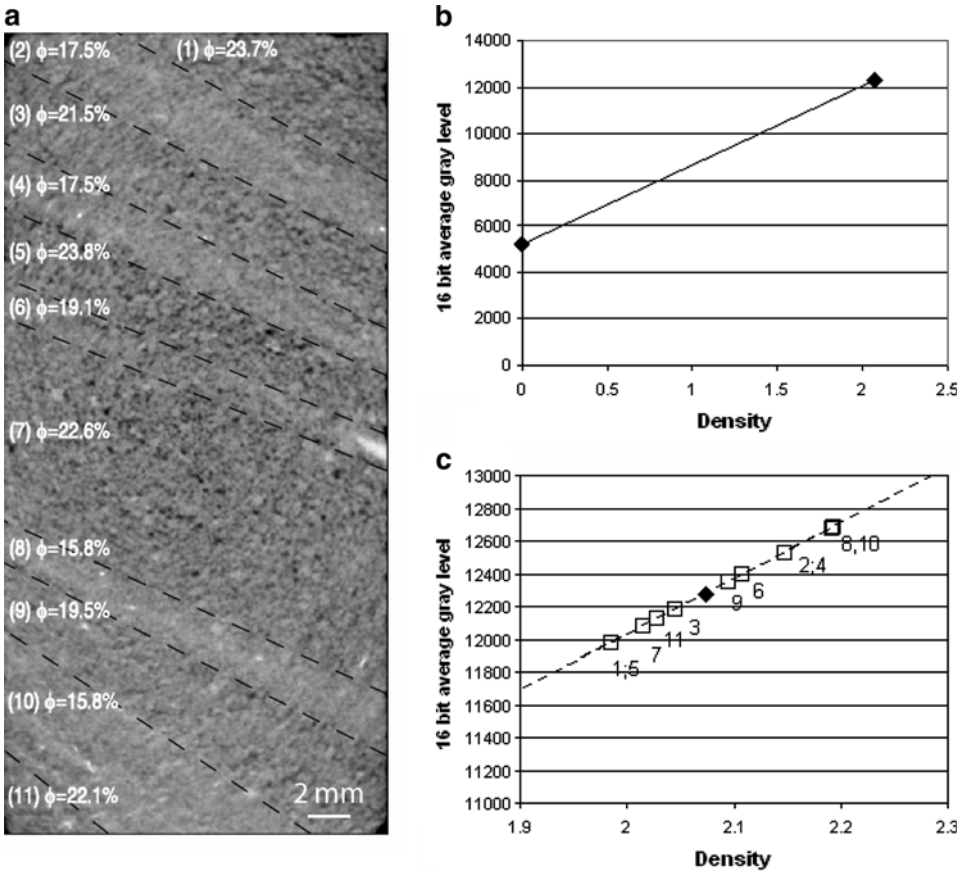 a
(2) ϕ=17.5% (1) ϕ=23.7%
(3) ϕ=21.5%
(4) ϕ=17.5%
(5) ϕ=23.8%
(6) ϕ=19.1%
(7) ϕ=22.6%
(8) ϕ=15.8%
(9) ϕ=19.5%
(10) ϕ=15.8%
(11) ϕ=22.1%
2 mm
b
16 bit average gray level
14000
12000
10000
8000
6000
4000
2000
0
0 0.5 1 1.5 2 2.5
Density
c
16 bit average gray level
13000
12800
12600
12400
12200
12000
11800
11600
11400
11200
11000
8,10
2;4
6
9
3
11
7
1;5
1.9 2 2.1 2.2 2.3
Density